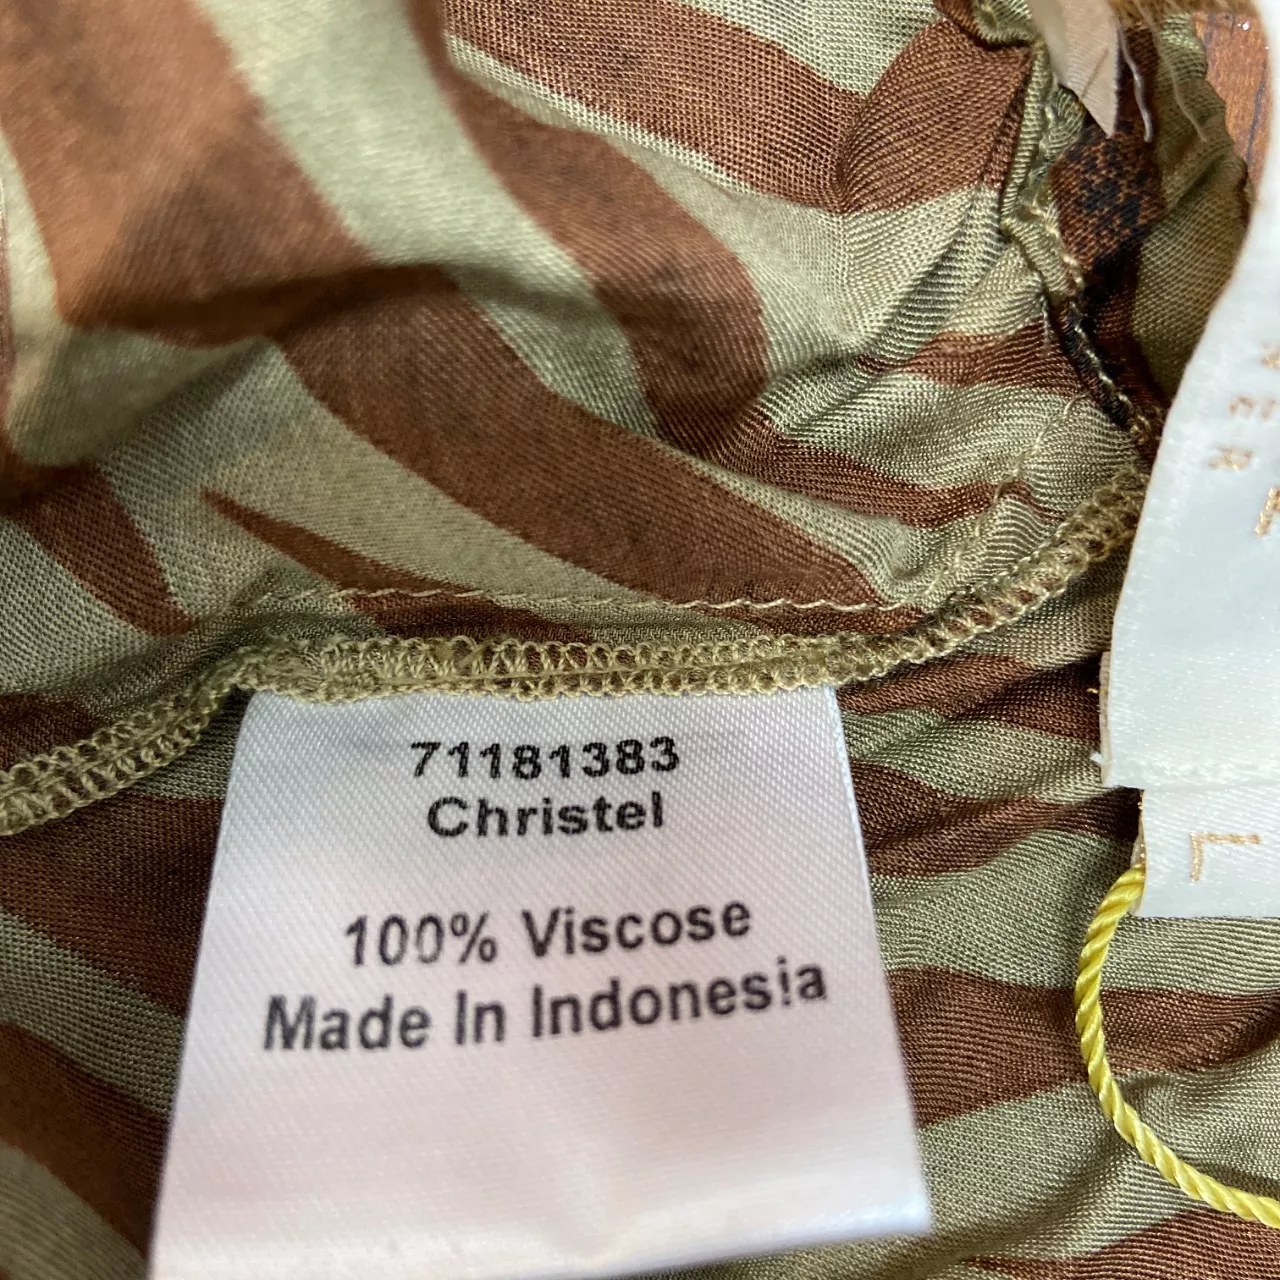 71181383
Christel
100% Viscose
Made In Indonesia
L
L